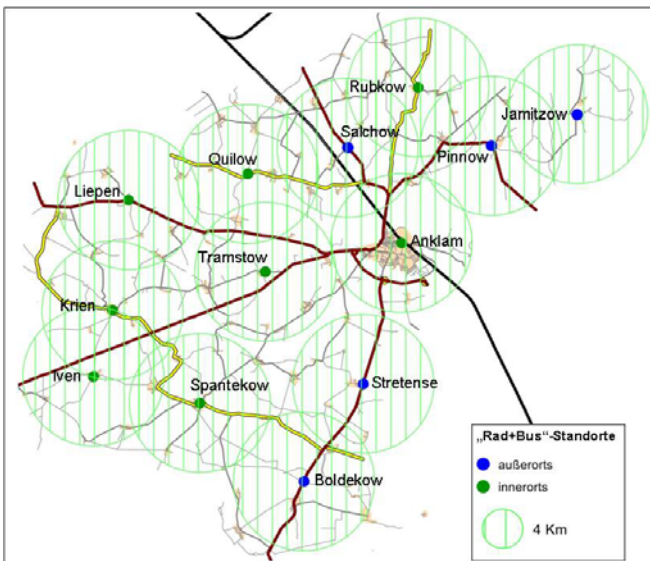 Rubkow
Jamitzow
Salchow
Pinnow
Quilow
Liepen
Anklam
Tramstow
Krien
Iven
Spantekow
Stretense
Boldekow
„Rad+Bus“-Standorte
außerorts
innerorts
4 Km